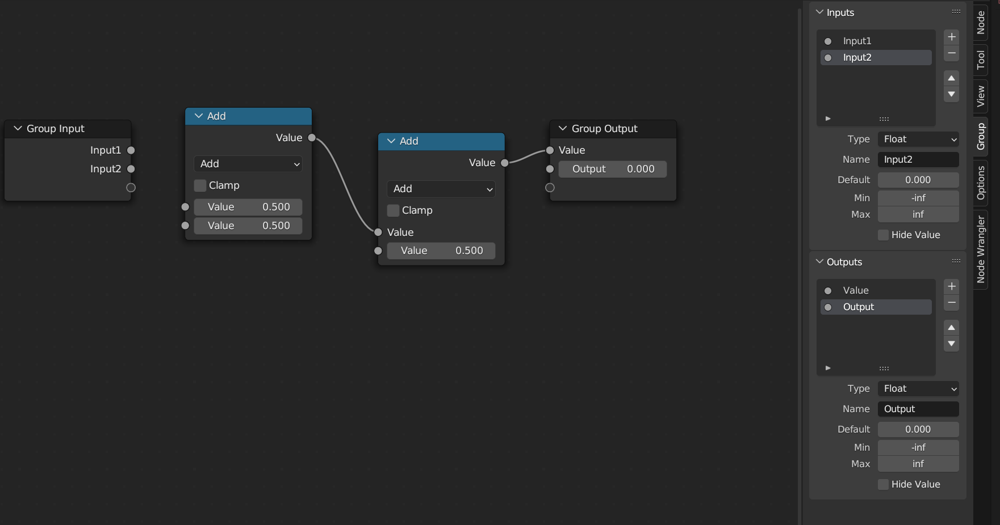 Group Input
Input1
Input2
Add
Value
Add
Clamp
Value 0.500
Value 0.500
Add
Value
Add
Clamp
Value
Value 0.500
Group Output
Value
Output 0.000
Inputs
Input1
Input2
Type Float
Name Input2
Default 0.000
Min -inf
Max inf
Hide Value
Outputs
Value
Output
Type Float
Name Output
Default 0.000
Min -inf
Max inf
Hide Value
Node
Tool
View
Group
Options
Node Wrangler